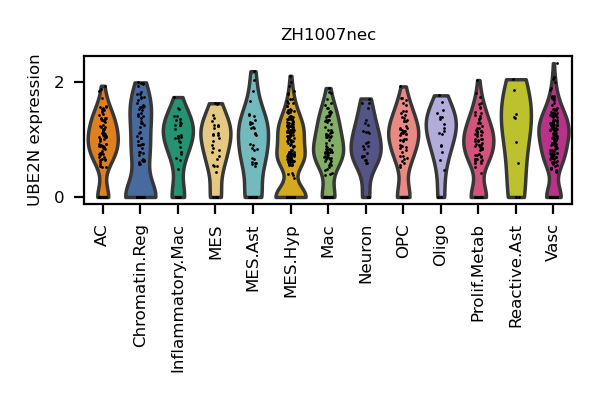 ZH1007nec
UBE2N expression
2
0
AC
Chromatin.Reg
Inflammatory.Mac
MES
MES.Ast
MES.Hyp
Mac
Neuron
OPC
Oligo
Prolif.Metab
Reactive.Ast
Vasc